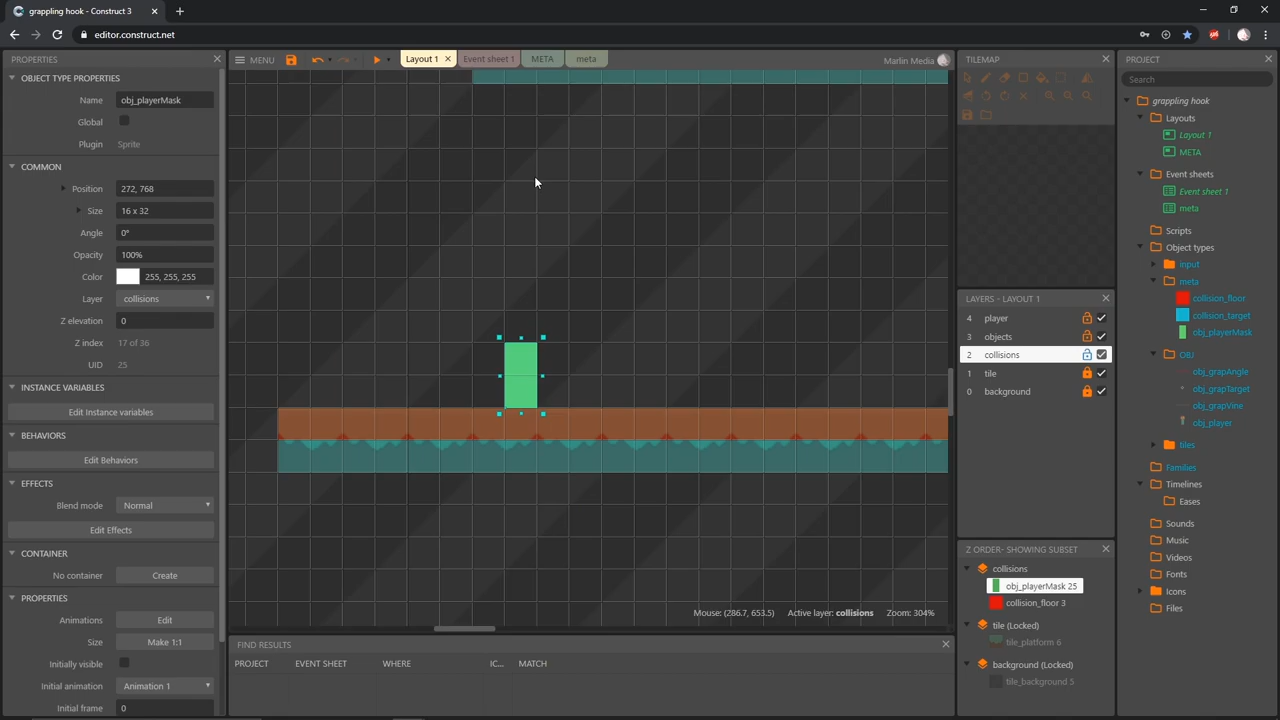 grappling hook - Construct 3
editor.construct.net
PROPERTIES
OBJECT TYPE PROPERTIES
Name obj_playerMask
Global
Plugin Sprite
COMMON
Position 272, 768
Size 16 x 32
Angle 0°
Opacity 100%
Color 255, 255, 255
Layer collisions
Z elevation 0
Z index 17 of 36
UID 25
INSTANCE VARIABLES
Edit Instance variables
BEHAVIORS
Edit Behaviors
EFFECTS
Blend mode Normal
Edit Effects
CONTAINER
No container Create
PROPERTIES
Animations Edit
Size Make 1:1
Initially visible
Initial animation Animation 1
Initial frame 0
MENU
Layout 1
Event sheet 1
META
meta
Marlin Media
Mouse: (286.7, 653.5) Active layer: collisions Zoom: 304%
FIND RESULTS
PROJECT EVENT SHEET WHERE IC... MATCH
TILEMAP
LAYERS - LAYOUT 1
4 player
3 objects
2 collisions
1 tile
0 background
Z ORDER- SHOWING SUBSET
collisions
obj_playerMask 25
collision_floor 3
tile (Locked)
tile_platform 6
background (Locked)
tile_background 5
PROJECT
Search
grappling hook
Layouts
Layout 1
META
Event sheets
Event sheet 1
meta
Scripts
Object types
input
meta
collision_floor
collision_target
obj_playerMask
OBJ
obj_grapAngle
obj_grapTarget
obj_grapVine
obj_player
tiles
Families
Timelines
Eases
Sounds
Music
Videos
Fonts
Icons
Files